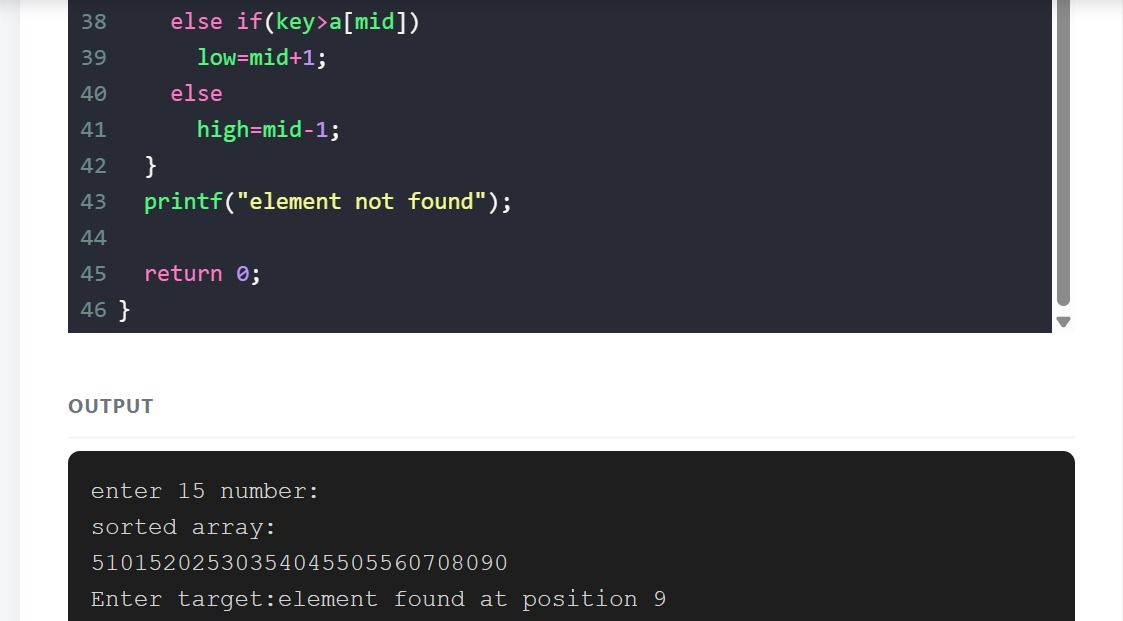 38 else if(key>a[mid])
39 low=mid+1;
40 else
41 high=mid-1;
42 }
43 printf("element not found");
44
45 return 0;
46 }
OUTPUT
enter 15 number:
sorted array:
51015202530354045505560708090
Enter target:element found at position 9